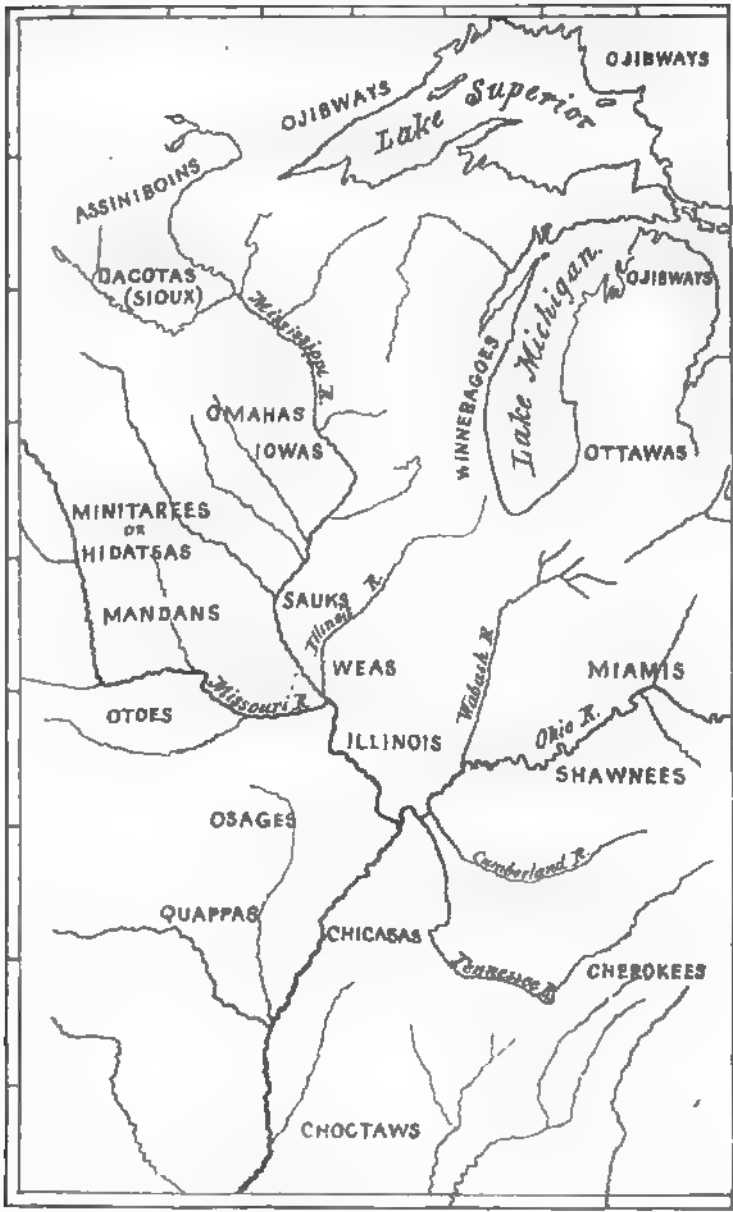 OJIBWAYS
OJIBWAYS
Lake Superior
ASSINIBOINS
DACOTAS
(SIOUX)
OJIBWAYS
Mississippi R.
Lake Michigan.
WINNEBAGOES
OMAHAS
IOWAS
OTTAWAS
MINITAREES
OR
HIDATSAS
MANDANS
SAUKS
Illinois R.
WEAS
Wabash R.
MIAMIS
Missouri R.
OTOES
Ohio R.
ILLINOIS
SHAWNEES
OSAGES
Cumberland R.
QUAPPAS
CHICASAS
Tennessee R.
CHEROKEES
CHOCTAWS